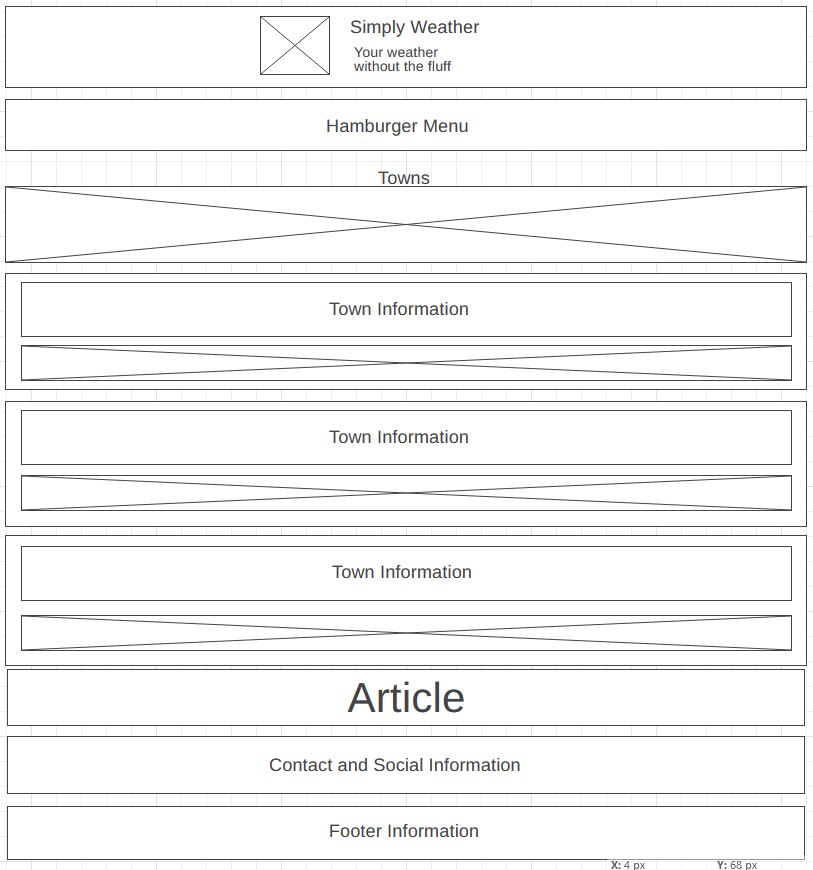 Simply Weather
Your weather
without the fluff
Hamburger Menu
Towns
Town Information
Town Information
Town Information
Article
Contact and Social Information
Footer Information
X: 4 px Y: 68 px